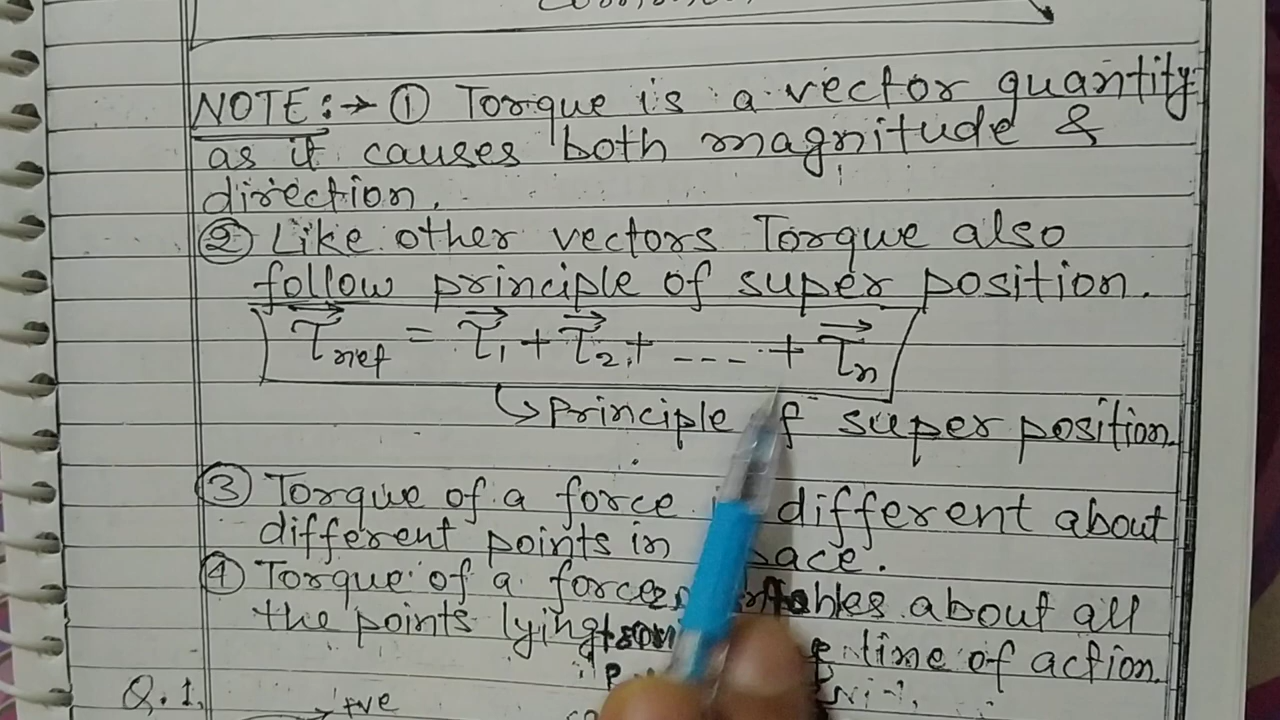 NOTE:→ ① Torque is a vector quantity
as it causes both magnitude &
direction.
② Like other vectors Torque also
follow principle of super position.
τ⃗net = τ⃗1 + τ⃗2 + ---- + τ⃗n
↳ principle of super position.
③ Torque of a force different about
different points in
④ Torque of a force about all
the points lying line of action.
Q.1. +ve